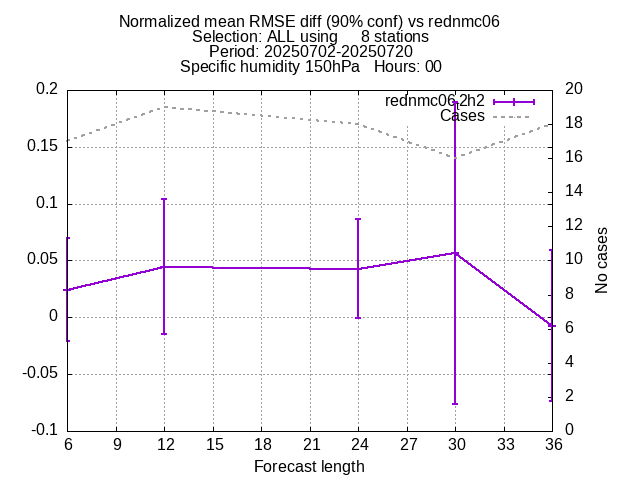 Normalized mean RMSE diff (90% conf) vs rednmc06
Selection: ALL using 8 stations
Period: 20250702-20250720
Specific humidity 150hPa Hours: 00
rednmc06_2h2
Cases
0.2
0.15
0.1
0.05
0
-0.05
-0.1
20
18
16
14
12
10
8
6
4
2
0
No cases
6 9 12 15 18 21 24 27 30 33 36
Forecast length